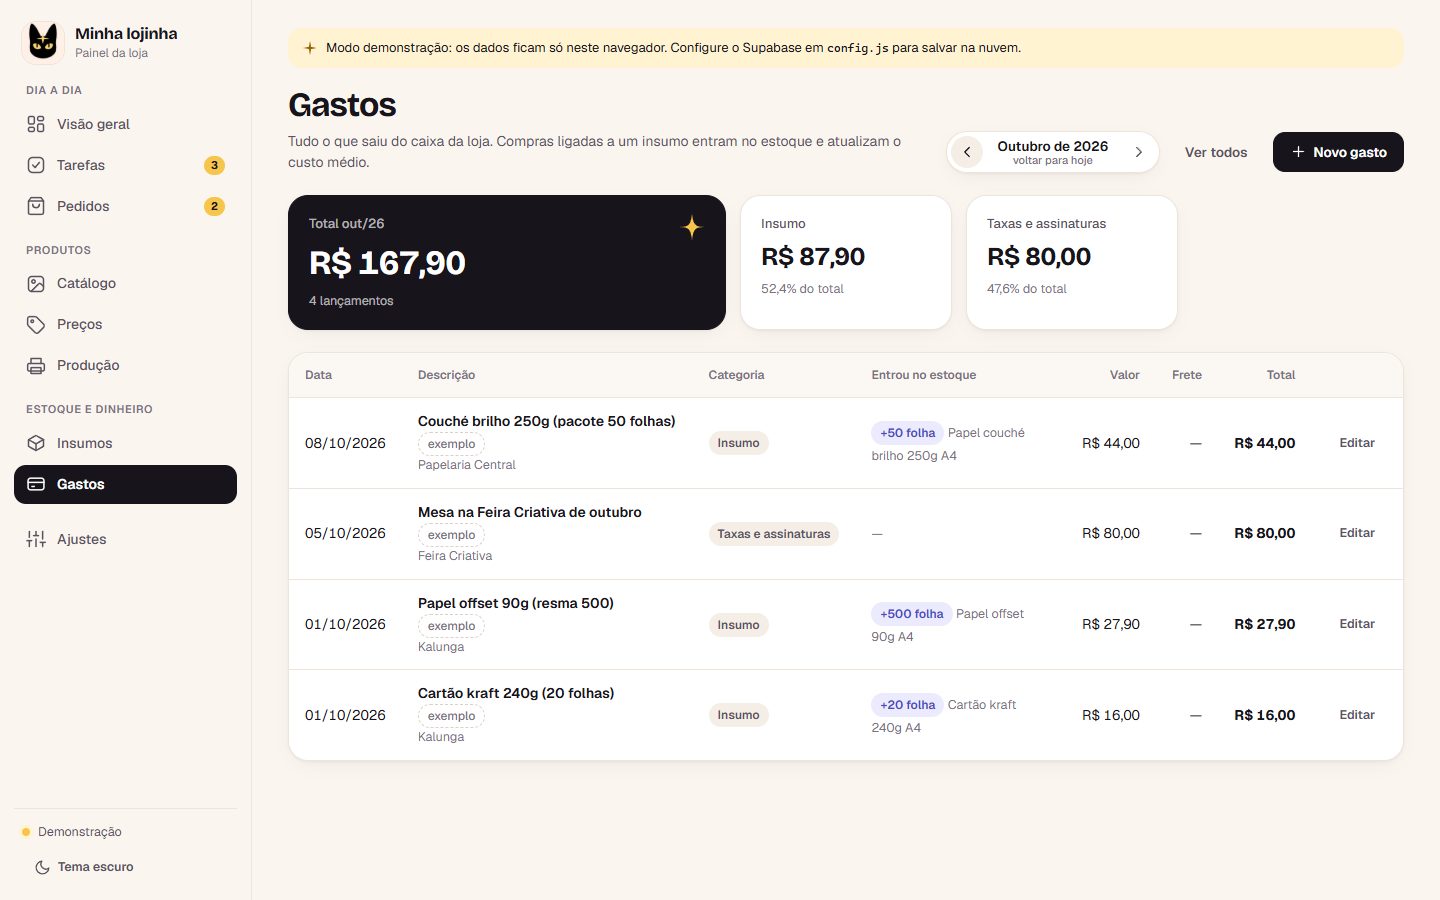 Minha lojinha
Painel da loja
DIA A DIA
Visão geral
Tarefas 3
Pedidos 2
PRODUTOS
Catálogo
Preços
Produção
ESTOQUE E DINHEIRO
Insumos
Gastos
Ajustes
Demonstração
Tema escuro
Modo demonstração: os dados ficam só neste navegador. Configure o Supabase em config.js para salvar na nuvem.
Gastos
Tudo o que saiu do caixa da loja. Compras ligadas a um insumo entram no estoque e atualizam o
custo médio.
Outubro de 2026
voltar para hoje
Ver todos
Novo gasto
Total out/26
R$ 167,90
4 lançamentos
Insumo
R$ 87,90
52,4% do total
Taxas e assinaturas
R$ 80,00
47,6% do total
Data Descrição Categoria Entrou no estoque Valor Frete Total
08/10/2026
Couché brilho 250g (pacote 50 folhas)
exemplo
Papelaria Central
Insumo
+50 folha Papel couché
brilho 250g A4
R$ 44,00 — R$ 44,00 Editar
05/10/2026
Mesa na Feira Criativa de outubro
exemplo
Feira Criativa
Taxas e assinaturas
—
R$ 80,00 — R$ 80,00 Editar
01/10/2026
Papel offset 90g (resma 500)
exemplo
Kalunga
Insumo
+500 folha Papel offset
90g A4
R$ 27,90 — R$ 27,90 Editar
01/10/2026
Cartão kraft 240g (20 folhas)
exemplo
Kalunga
Insumo
+20 folha Cartão kraft
240g A4
R$ 16,00 — R$ 16,00 Editar